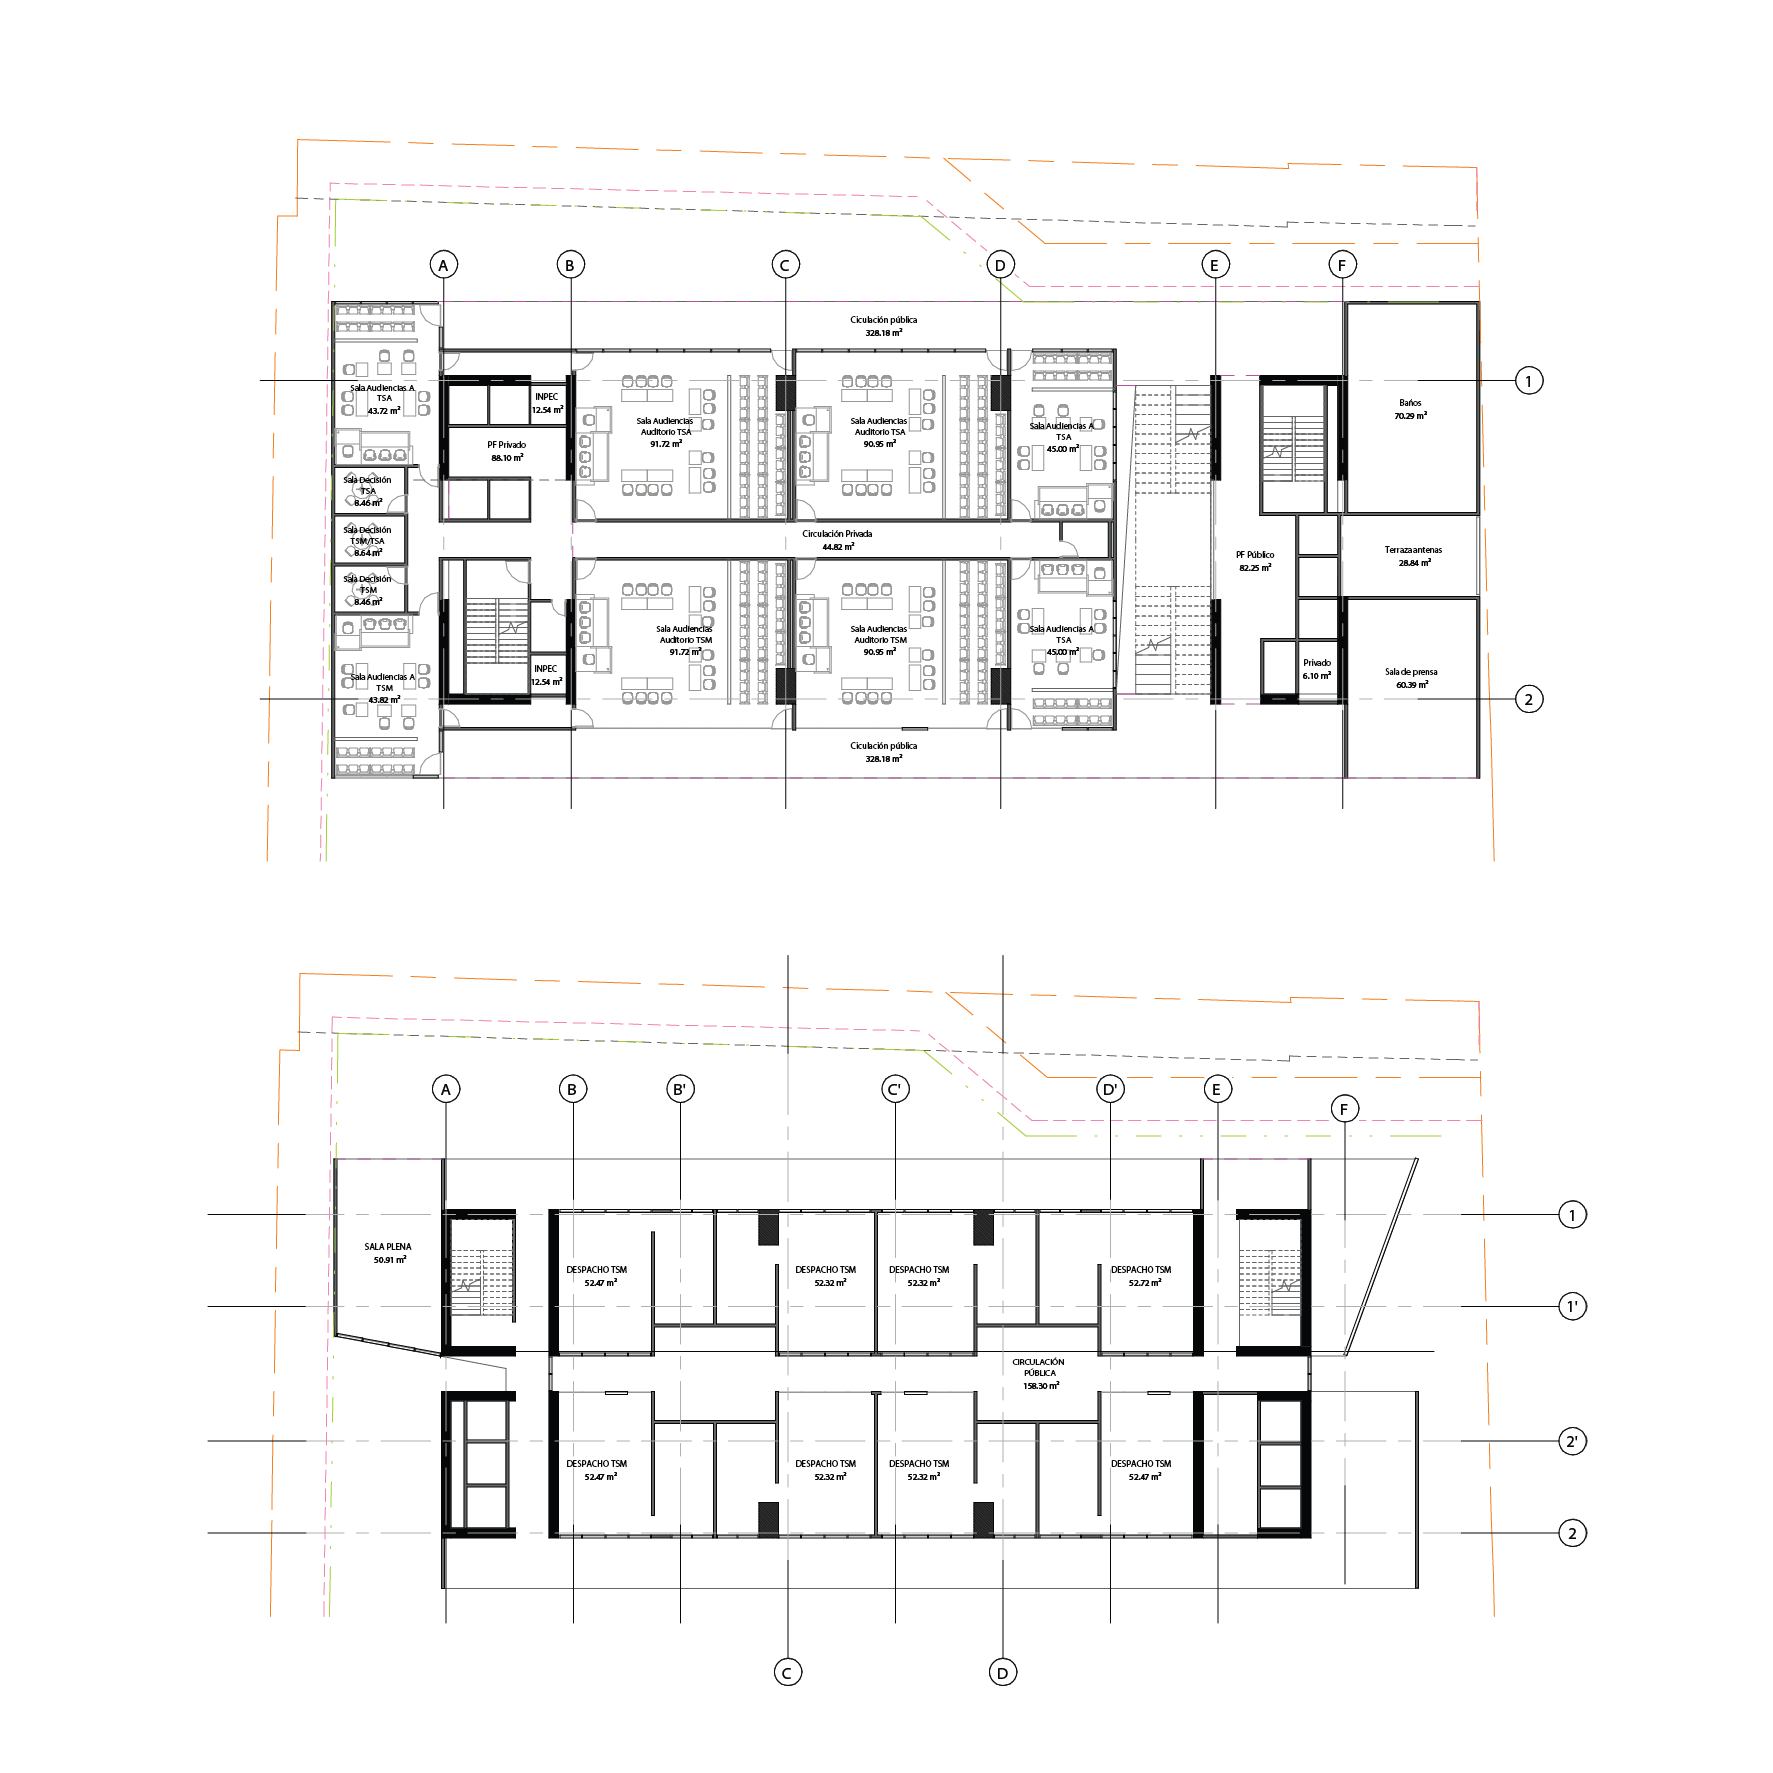 A
B
C
D
E
F
Ciculación pública
328.18 m²
1
Sala Audiencias A
TSA
43.72 m²
INPEC
12.54 m²
PF Privado
88.10 m²
Sala Audiencias
Auditorio TSA
91.72 m²
Sala Audiencias
Auditorio TSA
90.95 m²
Sala Audiencias A
TSA
45.00 m²
Baños
70.29 m²
Sala Decisión
TSA
8.46 m²
Sala Decisión
TSM/TSA
8.64 m²
Sala Decisión
TSM
8.46 m²
Circulación Privada
44.82 m²
PF Público
82.25 m²
Terraza antenas
28.84 m²
Sala Audiencias A
TSM
43.82 m²
INPEC
12.54 m²
Sala Audiencias
Auditorio TSM
91.72 m²
Sala Audiencias
Auditorio TSM
90.95 m²
Sala Audiencias A
TSA
45.00 m²
Privado
6.10 m²
Sala de prensa
60.39 m²
2
Ciculación pública
328.18 m²
A
B
B'
C'
D'
E
F
1
SALA PLENA
50.91 m²
DESPACHO TSM
52.47 m²
DESPACHO TSM
52.32 m²
DESPACHO TSM
52.32 m²
DESPACHO TSM
52.72 m²
1'
CIRCULACIÓN
PÚBLICA
158.30 m²
2'
DESPACHO TSM
52.47 m²
DESPACHO TSM
52.32 m²
DESPACHO TSM
52.32 m²
DESPACHO TSM
52.47 m²
2
C
D